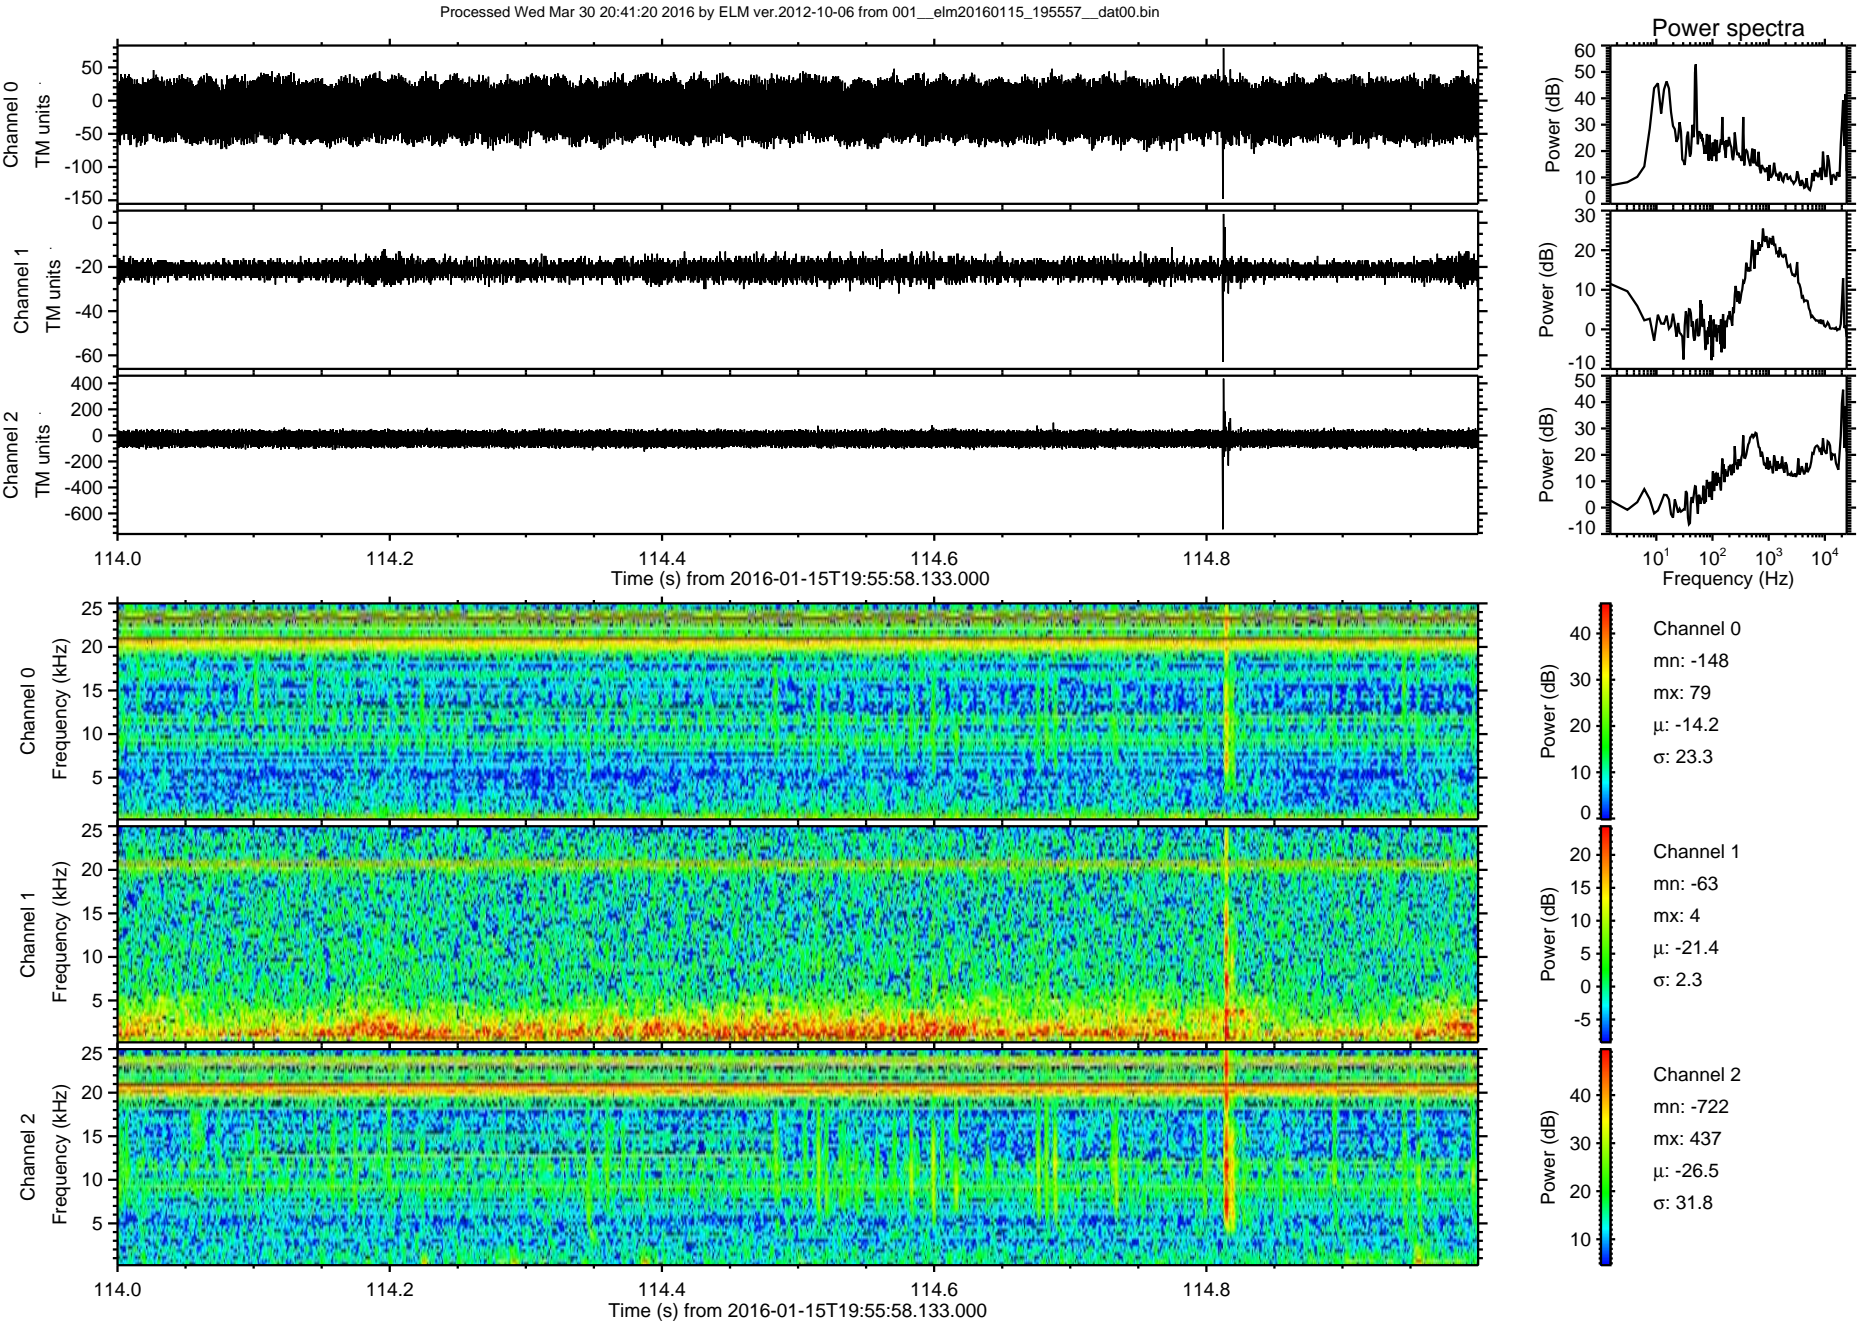 Processed Wed Mar 30 20:41:20 2016 by ELM ver.2012-10-06 from 001__elm20160115_195557__dat00.bin
Power spectra
Channel 0
TM units
50
0
-50
-100
-150
Power (dB)
60
50
40
30
20
10
0
Channel 1
TM units
0
-20
-40
-60
Power (dB)
30
20
10
0
-10
Channel 2
TM units
400
200
0
-200
-400
-600
Power (dB)
50
40
30
20
10
0
-10
114.0 114.2 114.4 114.6 114.8
Time (s) from 2016-01-15T19:55:58.133.000
10^1 10^2 10^3 10^4
Frequency (Hz)
Channel 0
Frequency (kHz)
25
20
15
10
5
Power (dB)
40
30
20
10
0
Channel 0
mn: -148
mx: 79
μ: -14.2
σ: 23.3
Channel 1
Frequency (kHz)
25
20
15
10
5
Power (dB)
20
15
10
5
0
-5
Channel 1
mn: -63
mx: 4
μ: -21.4
σ: 2.3
Channel 2
Frequency (kHz)
25
20
15
10
5
Power (dB)
40
30
20
10
Channel 2
mn: -722
mx: 437
μ: -26.5
σ: 31.8
114.0 114.2 114.4 114.6 114.8
Time (s) from 2016-01-15T19:55:58.133.000